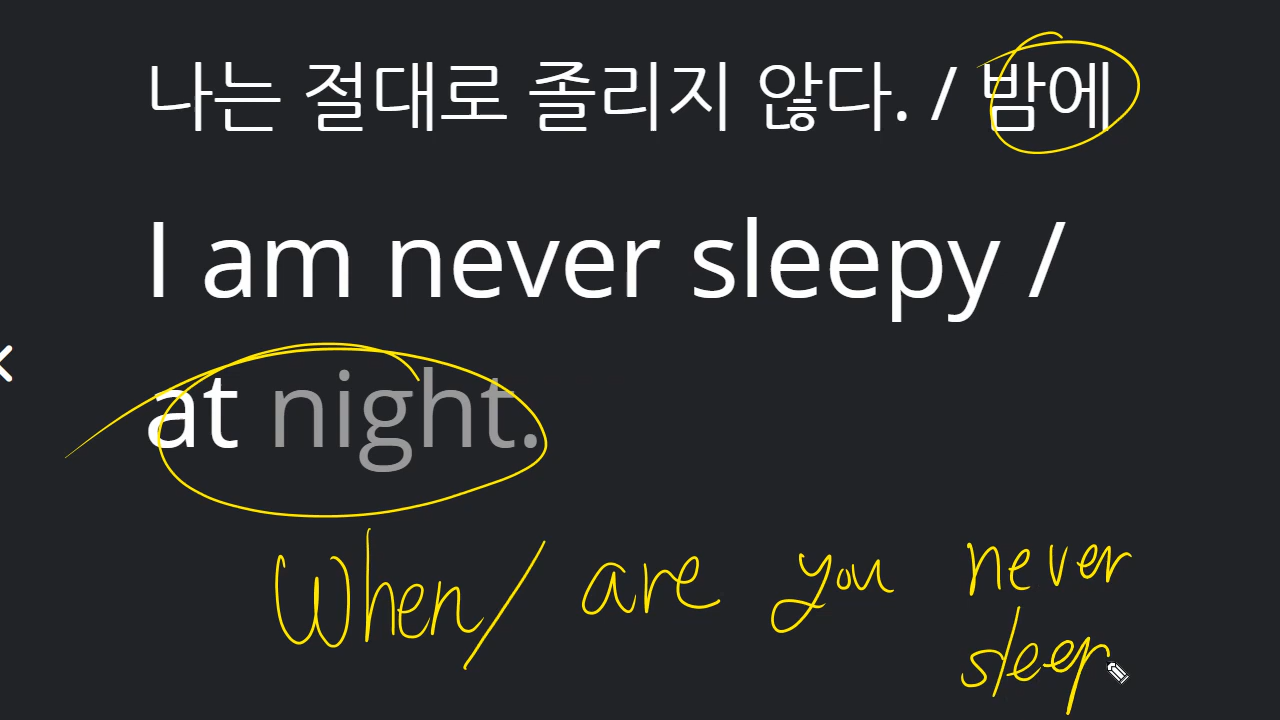 나는 절대로 졸리지 않다. / 밤에
I am never sleepy /
at night.
When / are you never
sleep